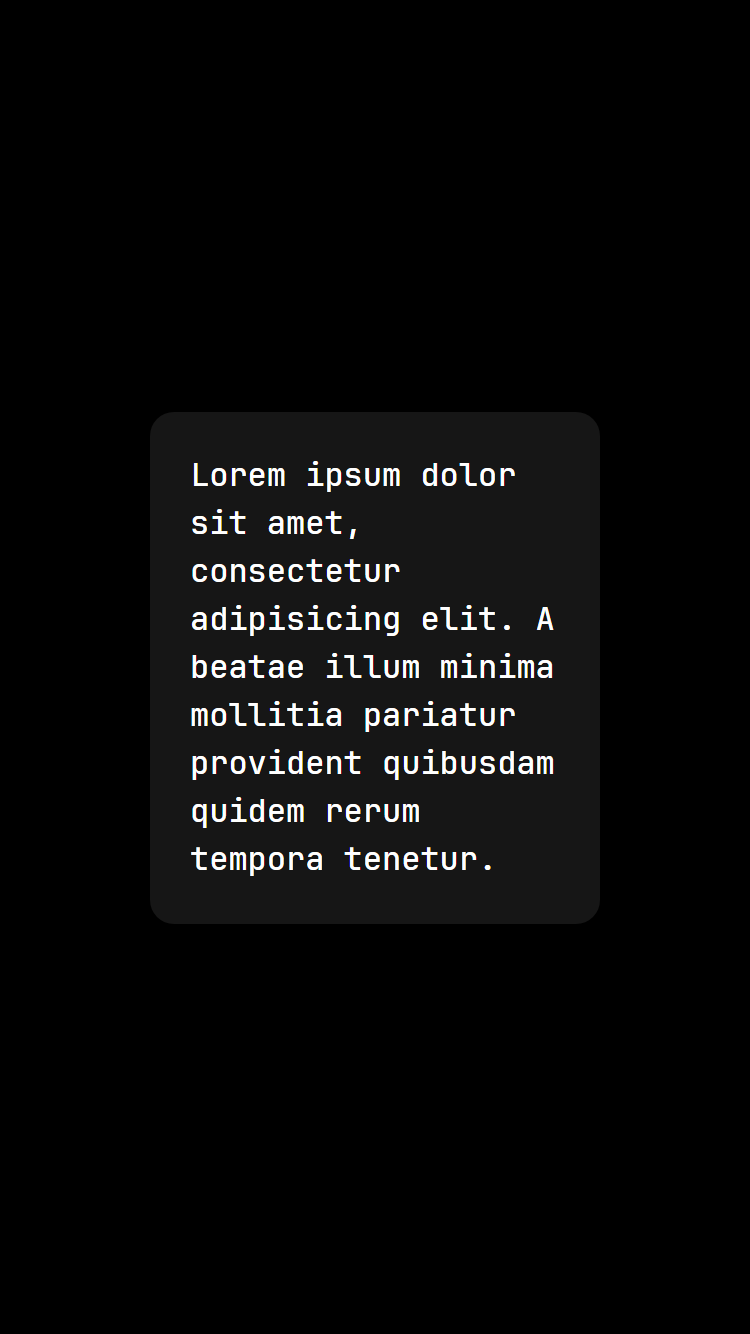 Lorem ipsum dolor
sit amet,
consectetur
adipisicing elit. A
beatae illum minima
mollitia pariatur
provident quibusdam
quidem rerum
tempora tenetur.